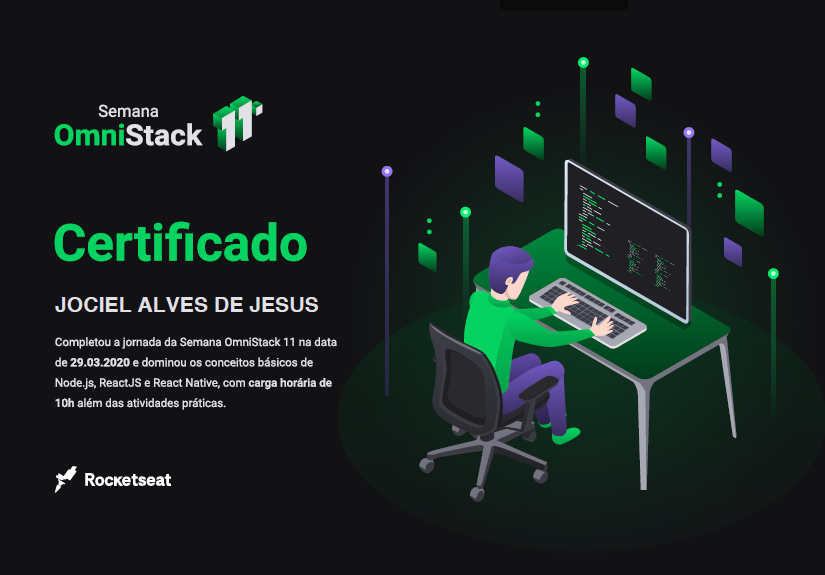 Semana
OmniStack 11
Certificado
JOCIEL ALVES DE JESUS
Completou a jornada da Semana OmniStack 11 na data
de 29.03.2020 e dominou os conceitos básicos de
Node.js, ReactJS e React Native, com carga horária de
10h além das atividades práticas.
Rocketseat